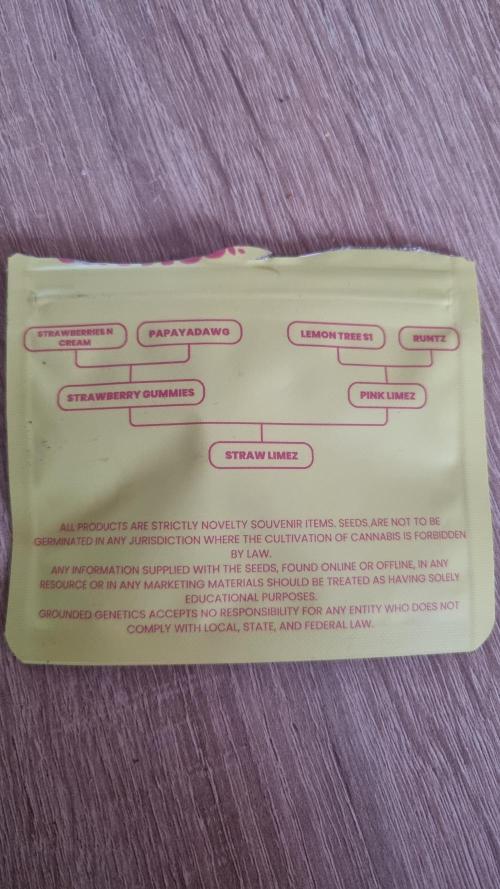 STRAWBERRIES N
CREAM
PAPAYADAWG
LEMON TREE S1
RUNTZ
STRAWBERRY GUMMIES
PINK LIMEZ
STRAW LIMEZ
ALL PRODUCTS ARE STRICTLY NOVELTY SOUVENIR ITEMS. SEEDS ARE NOT TO BE
GERMINATED IN ANY JURISDICTION WHERE THE CULTIVATION OF CANNABIS IS FORBIDDEN
BY LAW.
ANY INFORMATION SUPPLIED WITH THE SEEDS, FOUND ONLINE OR OFFLINE, IN ANY
RESOURCE OR IN ANY MARKETING MATERIALS SHOULD BE TREATED AS HAVING SOLELY
EDUCATIONAL PURPOSES.
GROUNDED GENETICS ACCEPTS NO RESPONSIBILITY FOR ANY ENTITY WHO DOES NOT
COMPLY WITH LOCAL, STATE, AND FEDERAL LAW.